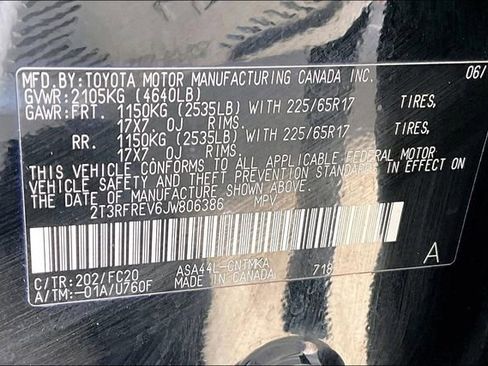 MFD. BY: TOYOTA MOTOR MANUFACTURING CANADA INC. 06/
GVWR: 2105KG (4640LB)
GAWR: FRT. 1150KG (2535LB) WITH 225/65R17 TIRES,
17X7. 0J RIMS.
RR. 1150KG (2535LB) WITH 225/65R17 TIRES,
17X7 0J RIMS.
THIS VEHICLE CONFORMS TO ALL APPLICABLE FEDERAL MOTOR
VEHICLE SAFETY AND THEFT PREVENTION STANDARDS IN EFFECT ON
THE DATE OF MANUFACTURE SHOWN ABOVE.
2T3RFREV6JW806386 MPV
C/TR: 202/FC20 ASA44L-CNTMKA 718 A
A/TM: -01A/U760F MADE IN CANADA